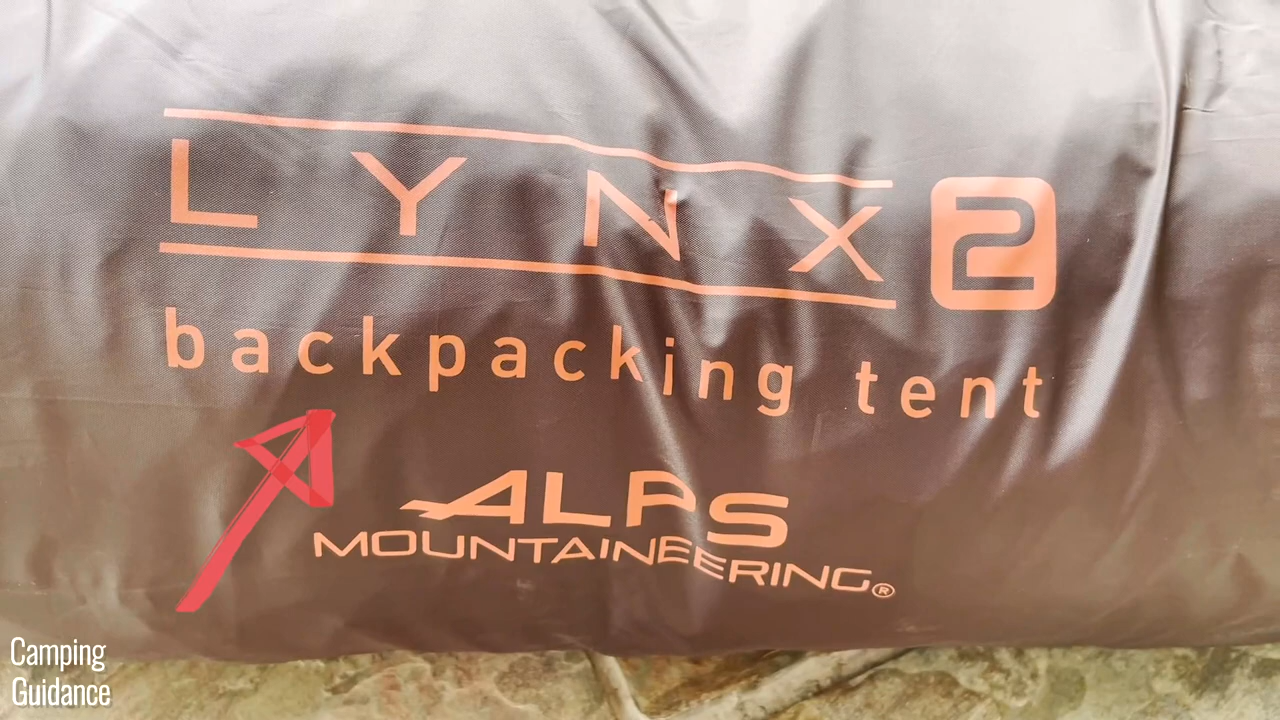 LYNX 2
backpacking tent
ALPS
MOUNTAINEERING®
Camping
Guidance